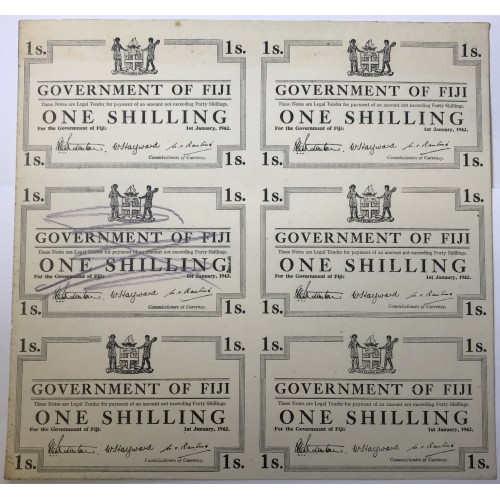 1s. 1s.
GOVERNMENT OF FIJI
These Notes are Legal Tender for payment of an amount not exceeding Forty Shillings.
ONE SHILLING
For the Government of Fiji: 1st January, 1942.
W Hayward
Commissioners of Currency.
1s. 1s.
1s. 1s.
GOVERNMENT OF FIJI
These Notes are Legal Tender for payment of an amount not exceeding Forty Shillings.
ONE SHILLING
For the Government of Fiji: 1st January, 1942.
W Hayward
Commissioners of Currency.
1s. 1s.
1s. 1s.
GOVERNMENT OF FIJI
These Notes are Legal Tender for payment of an amount not exceeding Forty Shillings.
ONE SHILLING
For the Government of Fiji: 1st January, 1942.
W Hayward
Commissioners of Currency.
1s. 1s.
1s. 1s.
GOVERNMENT OF FIJI
These Notes are Legal Tender for payment of an amount not exceeding Forty Shillings.
ONE SHILLING
For the Government of Fiji: 1st January, 1942.
W Hayward
Commissioners of Currency.
1s. 1s.
1s. 1s.
GOVERNMENT OF FIJI
These Notes are Legal Tender for payment of an amount not exceeding Forty Shillings.
ONE SHILLING
For the Government of Fiji: 1st January, 1942.
W Hayward
Commissioners of Currency.
1s. 1s.
1s. 1s.
GOVERNMENT OF FIJI
These Notes are Legal Tender for payment of an amount not exceeding Forty Shillings.
ONE SHILLING
For the Government of Fiji: 1st January, 1942.
W Hayward
Commissioners of Currency.
1s. 1s.